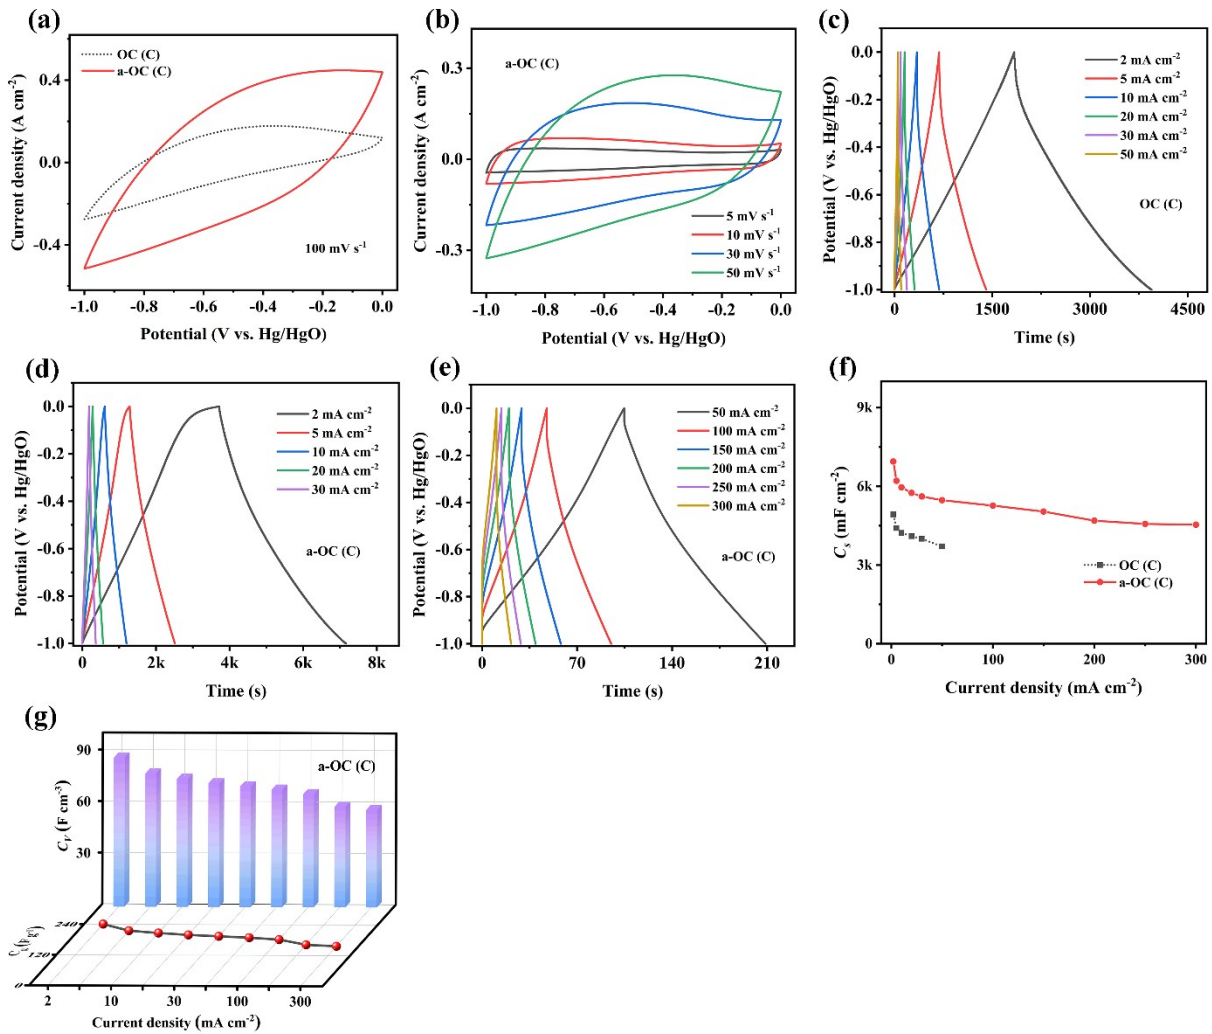 (a)
OC (C)
a-OC (C)
0.4
0.0
-0.4
100 mV s⁻¹
-1.0 -0.8 -0.6 -0.4 -0.2 0.0
Potential (V vs. Hg/HgO)
Current density (A cm⁻²)
(b)
a-OC (C)
0.3
0.0
-0.3
5 mV s⁻¹
10 mV s⁻¹
30 mV s⁻¹
50 mV s⁻¹
-1.0 -0.8 -0.6 -0.4 -0.2 0.0
Potential (V vs. Hg/HgO)
Current density (A cm⁻²)
(c)
0.0
-0.2
-0.4
-0.6
-0.8
-1.0
2 mA cm⁻²
5 mA cm⁻²
10 mA cm⁻²
20 mA cm⁻²
30 mA cm⁻²
50 mA cm⁻²
OC (C)
0 1500 3000 4500
Time (s)
Potential (V vs. Hg/HgO)
(d)
0.0
-0.2
-0.4
-0.6
-0.8
-1.0
2 mA cm⁻²
5 mA cm⁻²
10 mA cm⁻²
20 mA cm⁻²
30 mA cm⁻²
a-OC (C)
0 2k 4k 6k 8k
Time (s)
Potential (V vs. Hg/HgO)
(e)
0.0
-0.2
-0.4
-0.6
-0.8
-1.0
50 mA cm⁻²
100 mA cm⁻²
150 mA cm⁻²
200 mA cm⁻²
250 mA cm⁻²
300 mA cm⁻²
a-OC (C)
0 70 140 210
Time (s)
Potential (V vs. Hg/HgO)
(f)
9k
6k
3k
0
OC (C)
a-OC (C)
0 100 200 300
Current density (mA cm⁻²)
Cₛ (mF cm⁻²)
(g)
a-OC (C)
90
60
30
C_V (F cm⁻³)
240
120
0
2 10 30 100 300
Current density (mA cm⁻²)